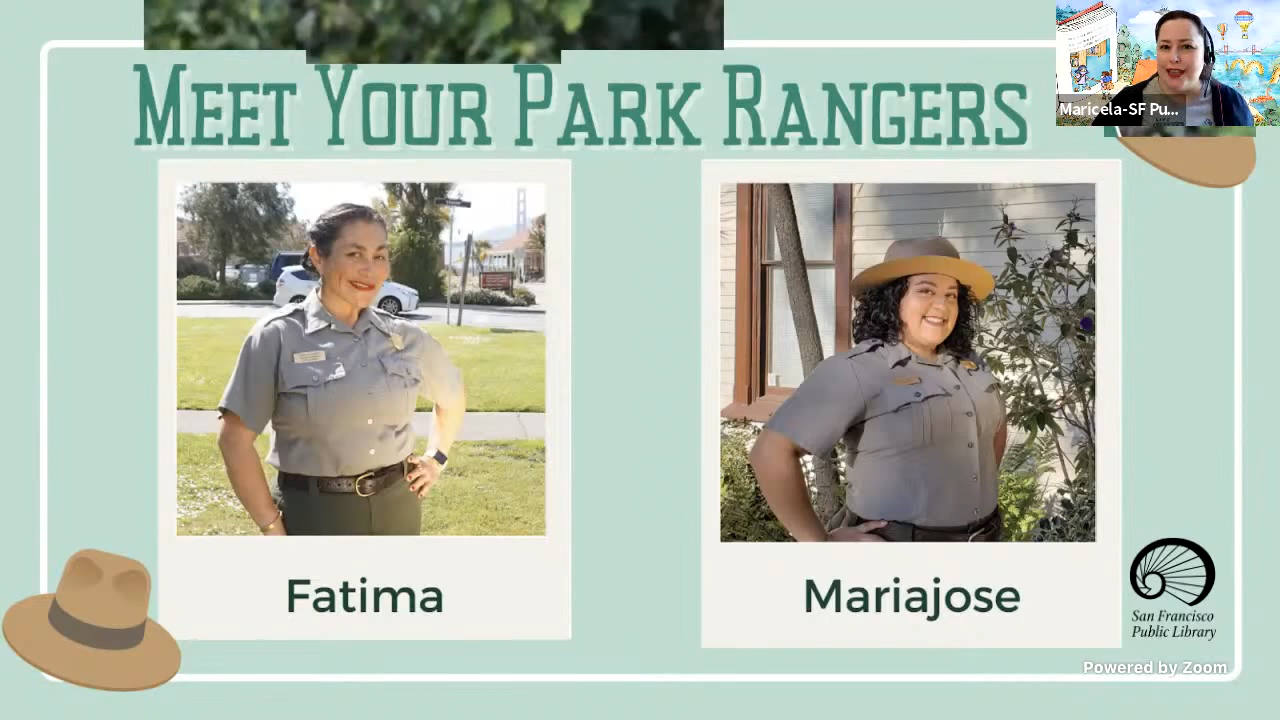 MEET YOUR PARK RANGERS
Maricela-SF Pu...
Fatima
Mariajose
San Francisco
Public Library
Powered by Zoom